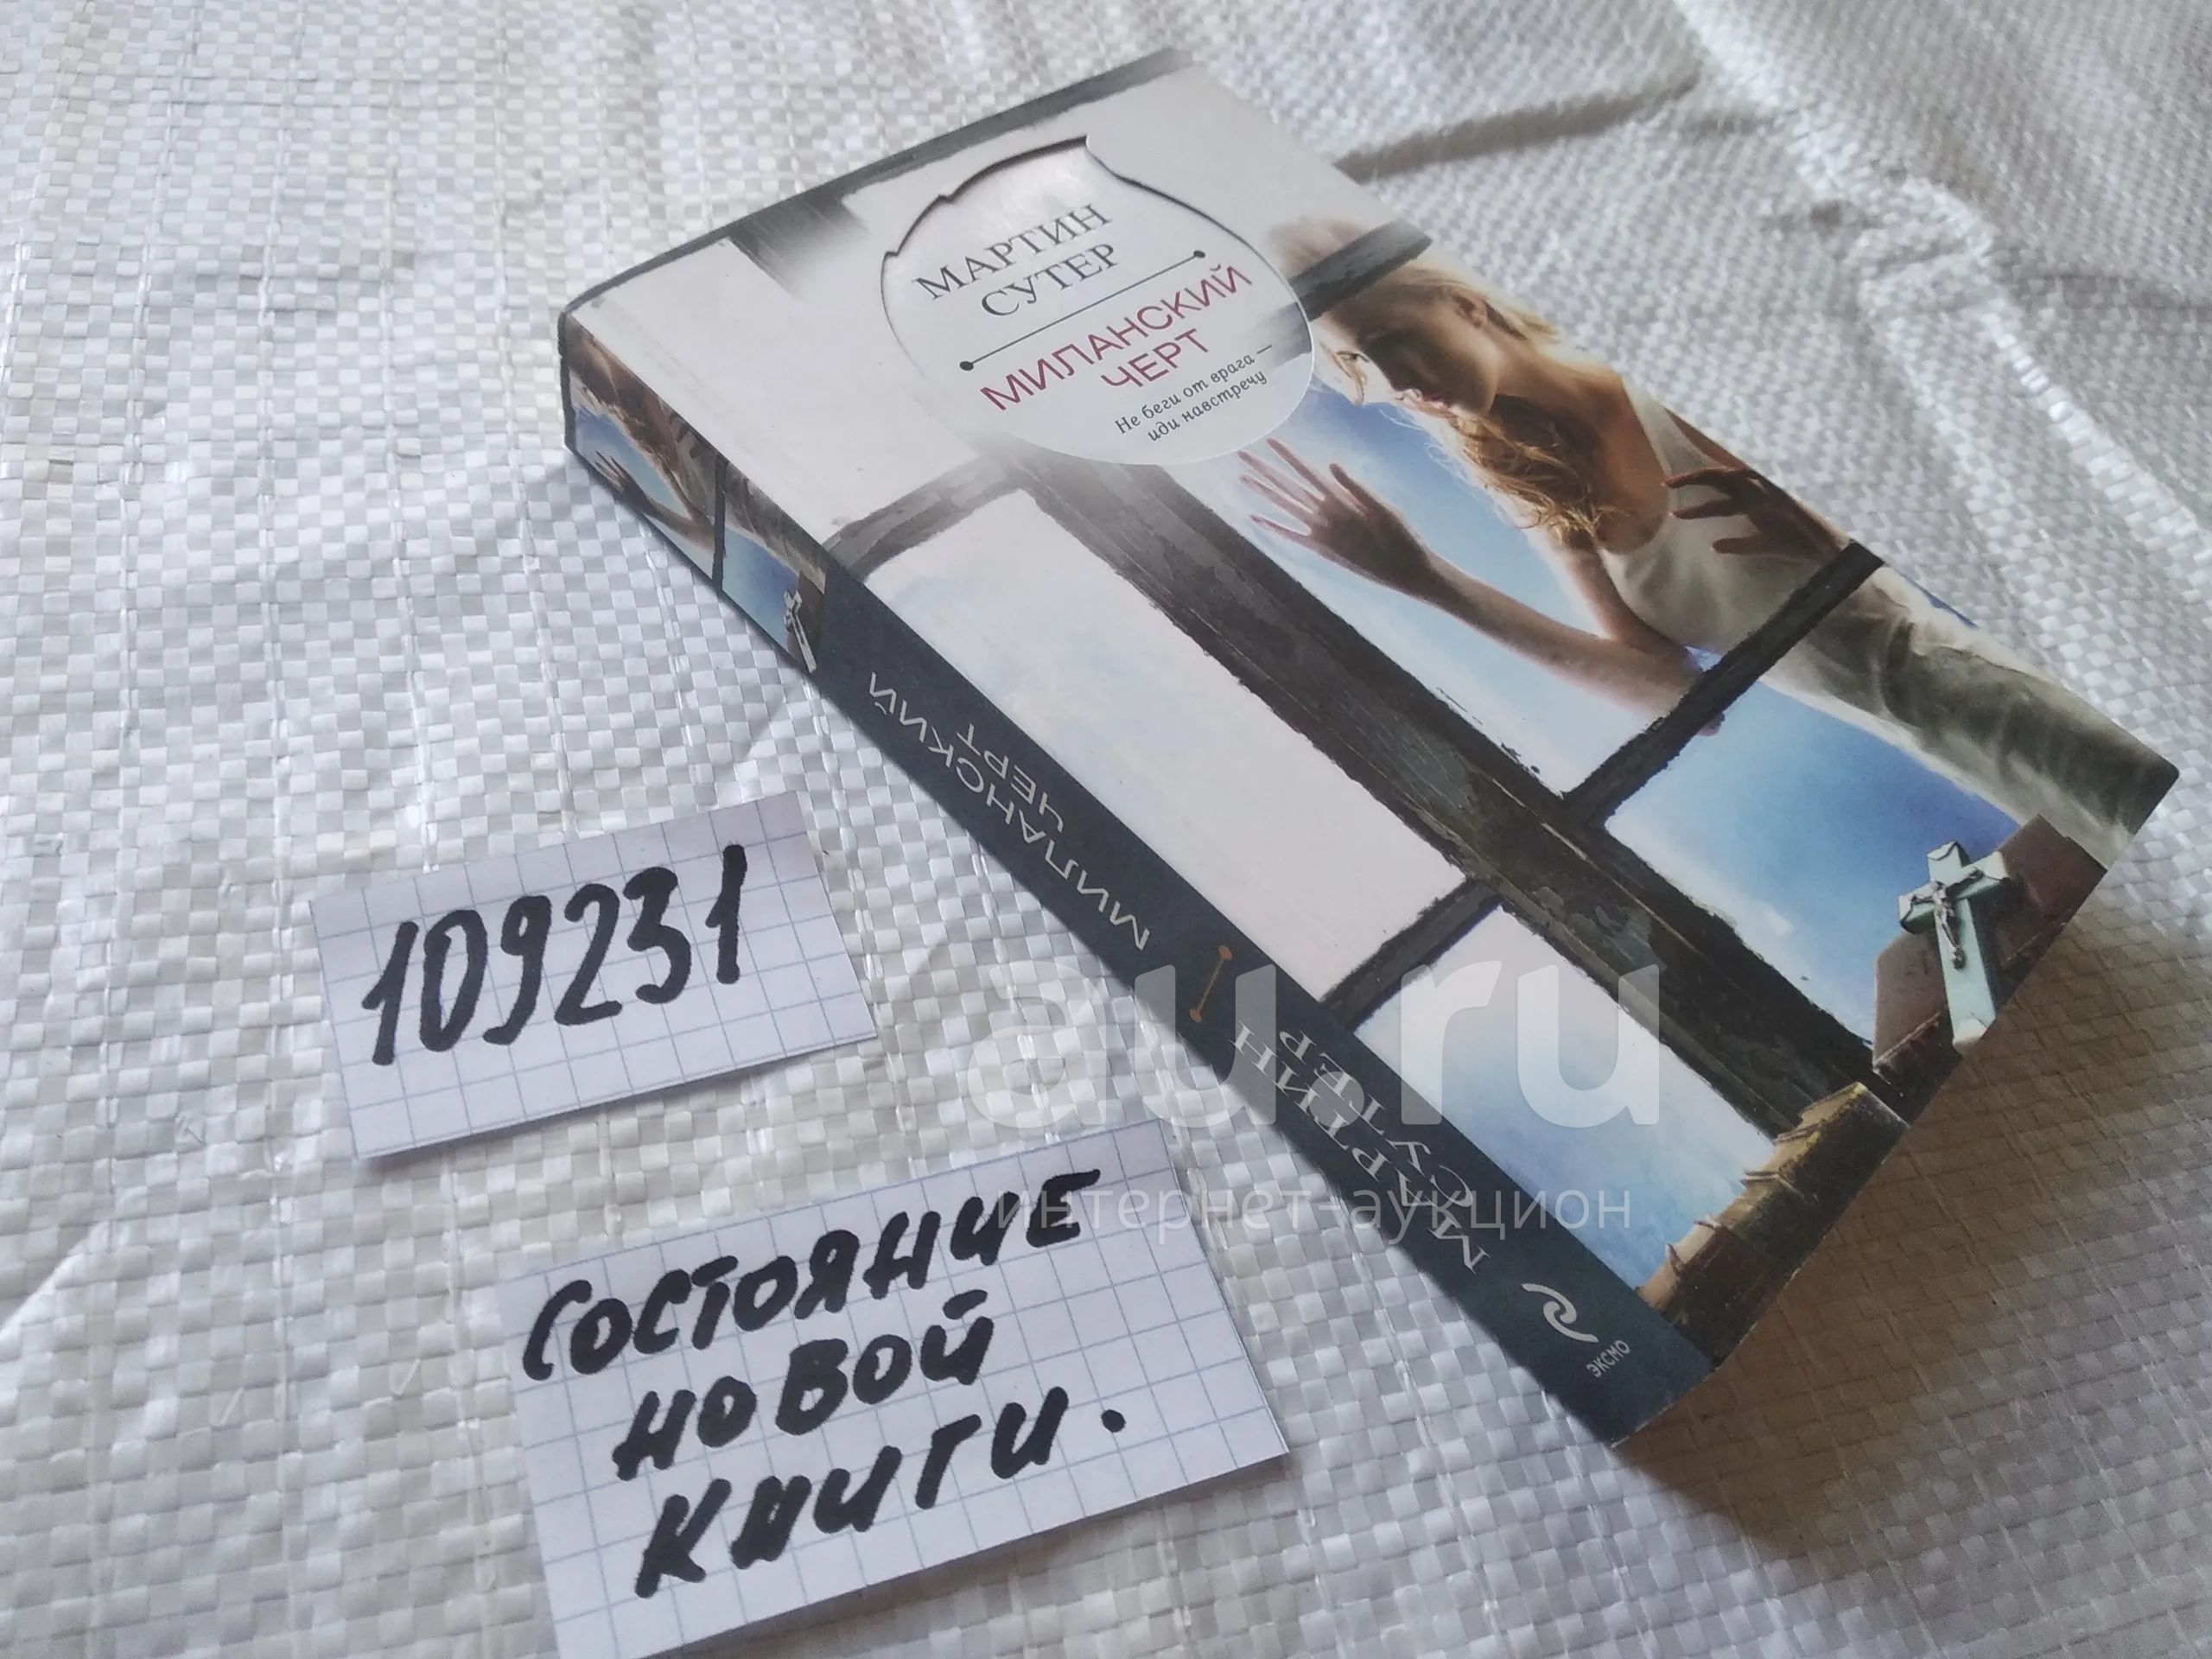 МАРТИН
СУТЕР
МИЛАНСКИЙ
ЧЕРТ
Не беги от врага —
иди навстречу
МИЛАНСКИЙ
ЧЕРТ
МАРТИН
СУТЕР
ЭКСМО
109231
СОСТОЯНИЕ
НОВОЙ
КНИГИ.
au.ru
интернет-аукцион